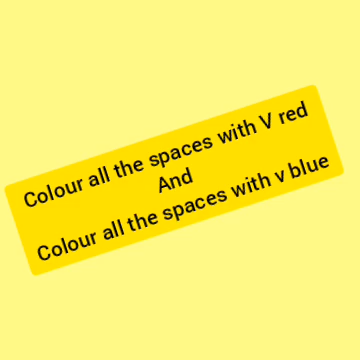 Colour all the spaces with V red
And
Colour all the spaces with v blue